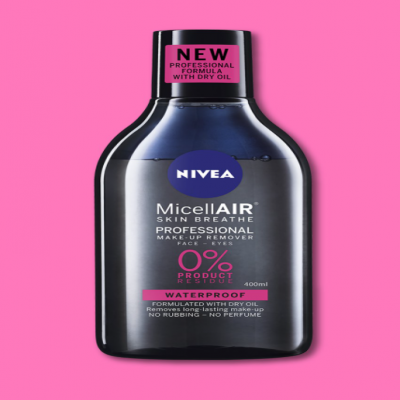 NEW
PROFESSIONAL
FORMULA
WITH DRY OIL
NIVEA
MicellAIR®
SKIN BREATHE
PROFESSIONAL
MAKE-UP REMOVER
FACE – EYES
0%
PRODUCT
RESIDUE
400ml
WATERPROOF
FORMULATED WITH DRY OIL
Removes long-lasting make-up
NO RUBBING – NO PERFUME